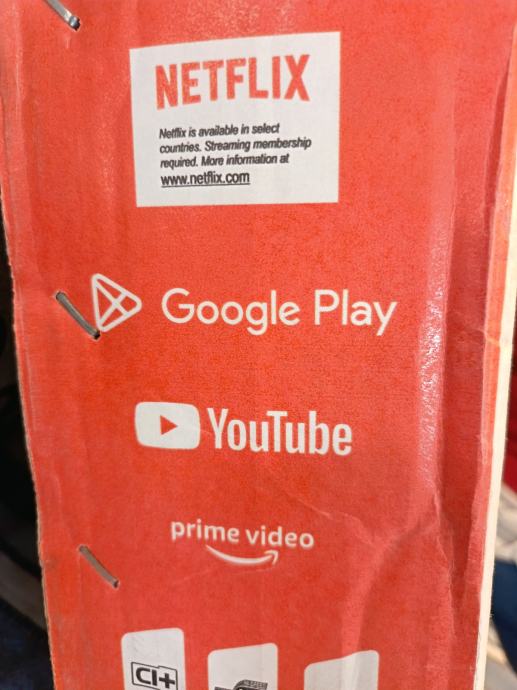 NETFLIX
Netflix is available in select
countries. Streaming membership
required. More information at
www.netflix.com
Google Play
YouTube
prime video
CI+